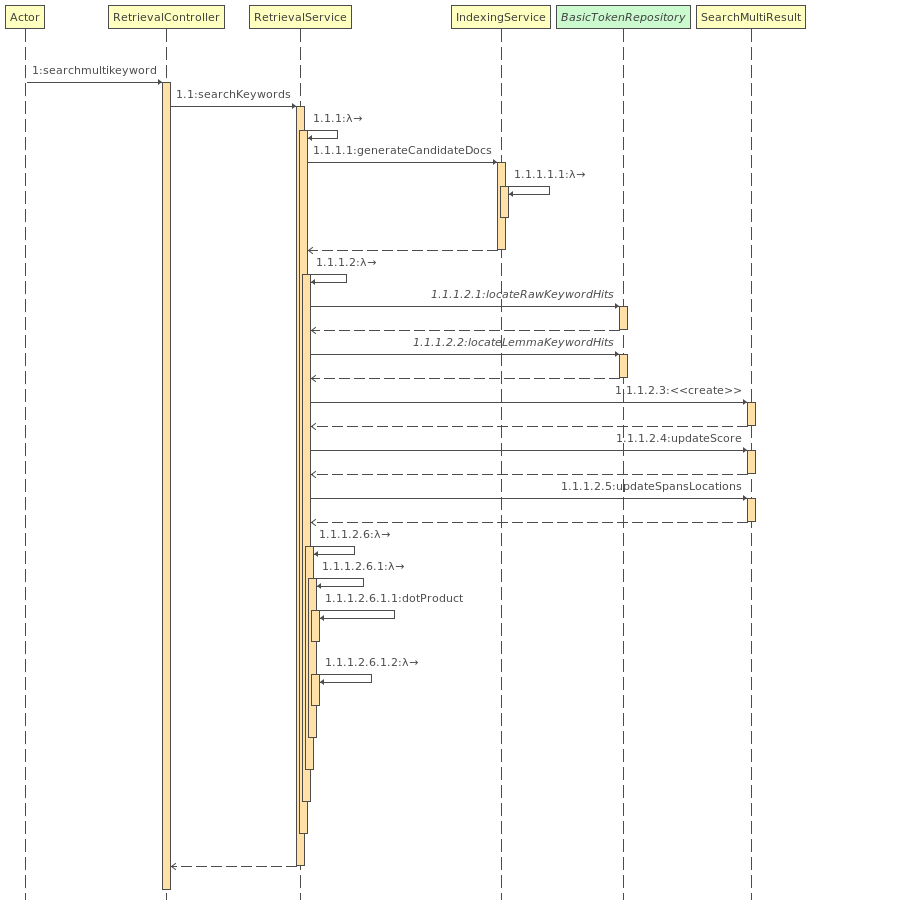 Actor
RetrievalController
RetrievalService
IndexingService
BasicTokenRepository
SearchMultiResult
1:searchmultikeyword
1.1:searchKeywords
1.1.1:λ→
1.1.1.1:generateCandidateDocs
1.1.1.1.1:λ→
1.1.1.2:λ→
1.1.1.2.1:locateRawKeywordHits
1.1.1.2.2:locateLemmaKeywordHits
1.1.1.2.3:<<create>>
1.1.1.2.4:updateScore
1.1.1.2.5:updateSpansLocations
1.1.1.2.6:λ→
1.1.1.2.6.1:λ→
1.1.1.2.6.1.1:dotProduct
1.1.1.2.6.1.2:λ→